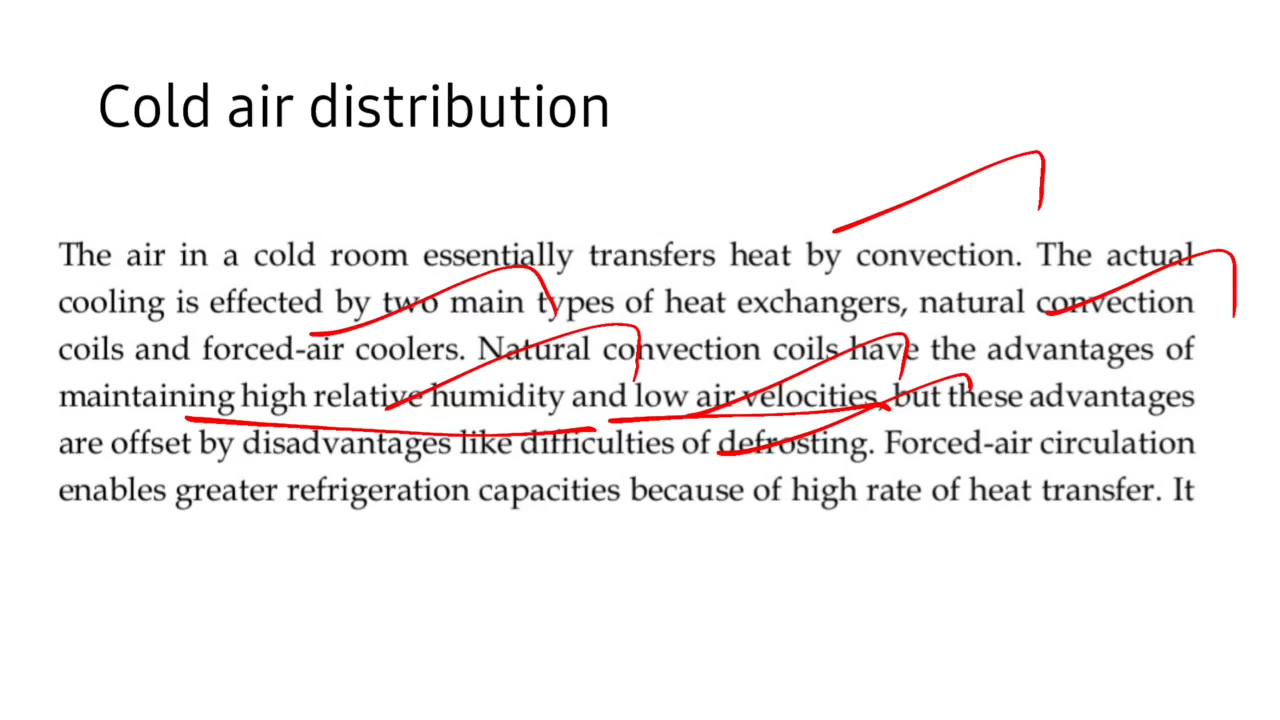 Cold air distribution
The air in a cold room essentially transfers heat by convection. The actual
cooling is effected by two main types of heat exchangers, natural convection
coils and forced-air coolers. Natural convection coils have the advantages of
maintaining high relative humidity and low air velocities, but these advantages
are offset by disadvantages like difficulties of defrosting. Forced-air circulation
enables greater refrigeration capacities because of high rate of heat transfer. It